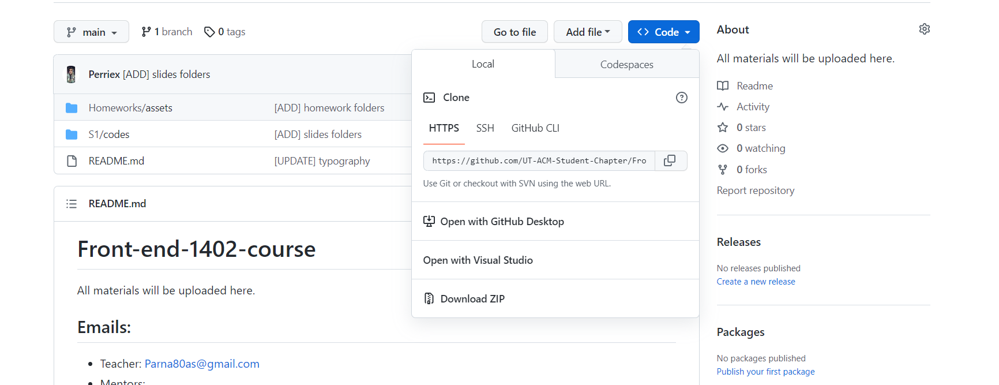 main
1 branch
0 tags
Go to file
Add file
Code
Perriex [ADD] slides folders
Homeworks/assets
[ADD] homework folders
S1/codes
[ADD] slides folders
README.md
[UPDATE] typography
Local
Codespaces
Clone
HTTPS
SSH
GitHub CLI
https://github.com/UT-ACM-Student-Chapter/Fro
Use Git or checkout with SVN using the web URL.
Open with GitHub Desktop
Open with Visual Studio
Download ZIP
README.md
Front-end-1402-course
All materials will be uploaded here.
Emails:
Teacher: Parna80as@gmail.com
Mentors:
About
All materials will be uploaded here.
Readme
Activity
0 stars
0 watching
0 forks
Report repository
Releases
No releases published
Create a new release
Packages
No packages published
Publish your first package